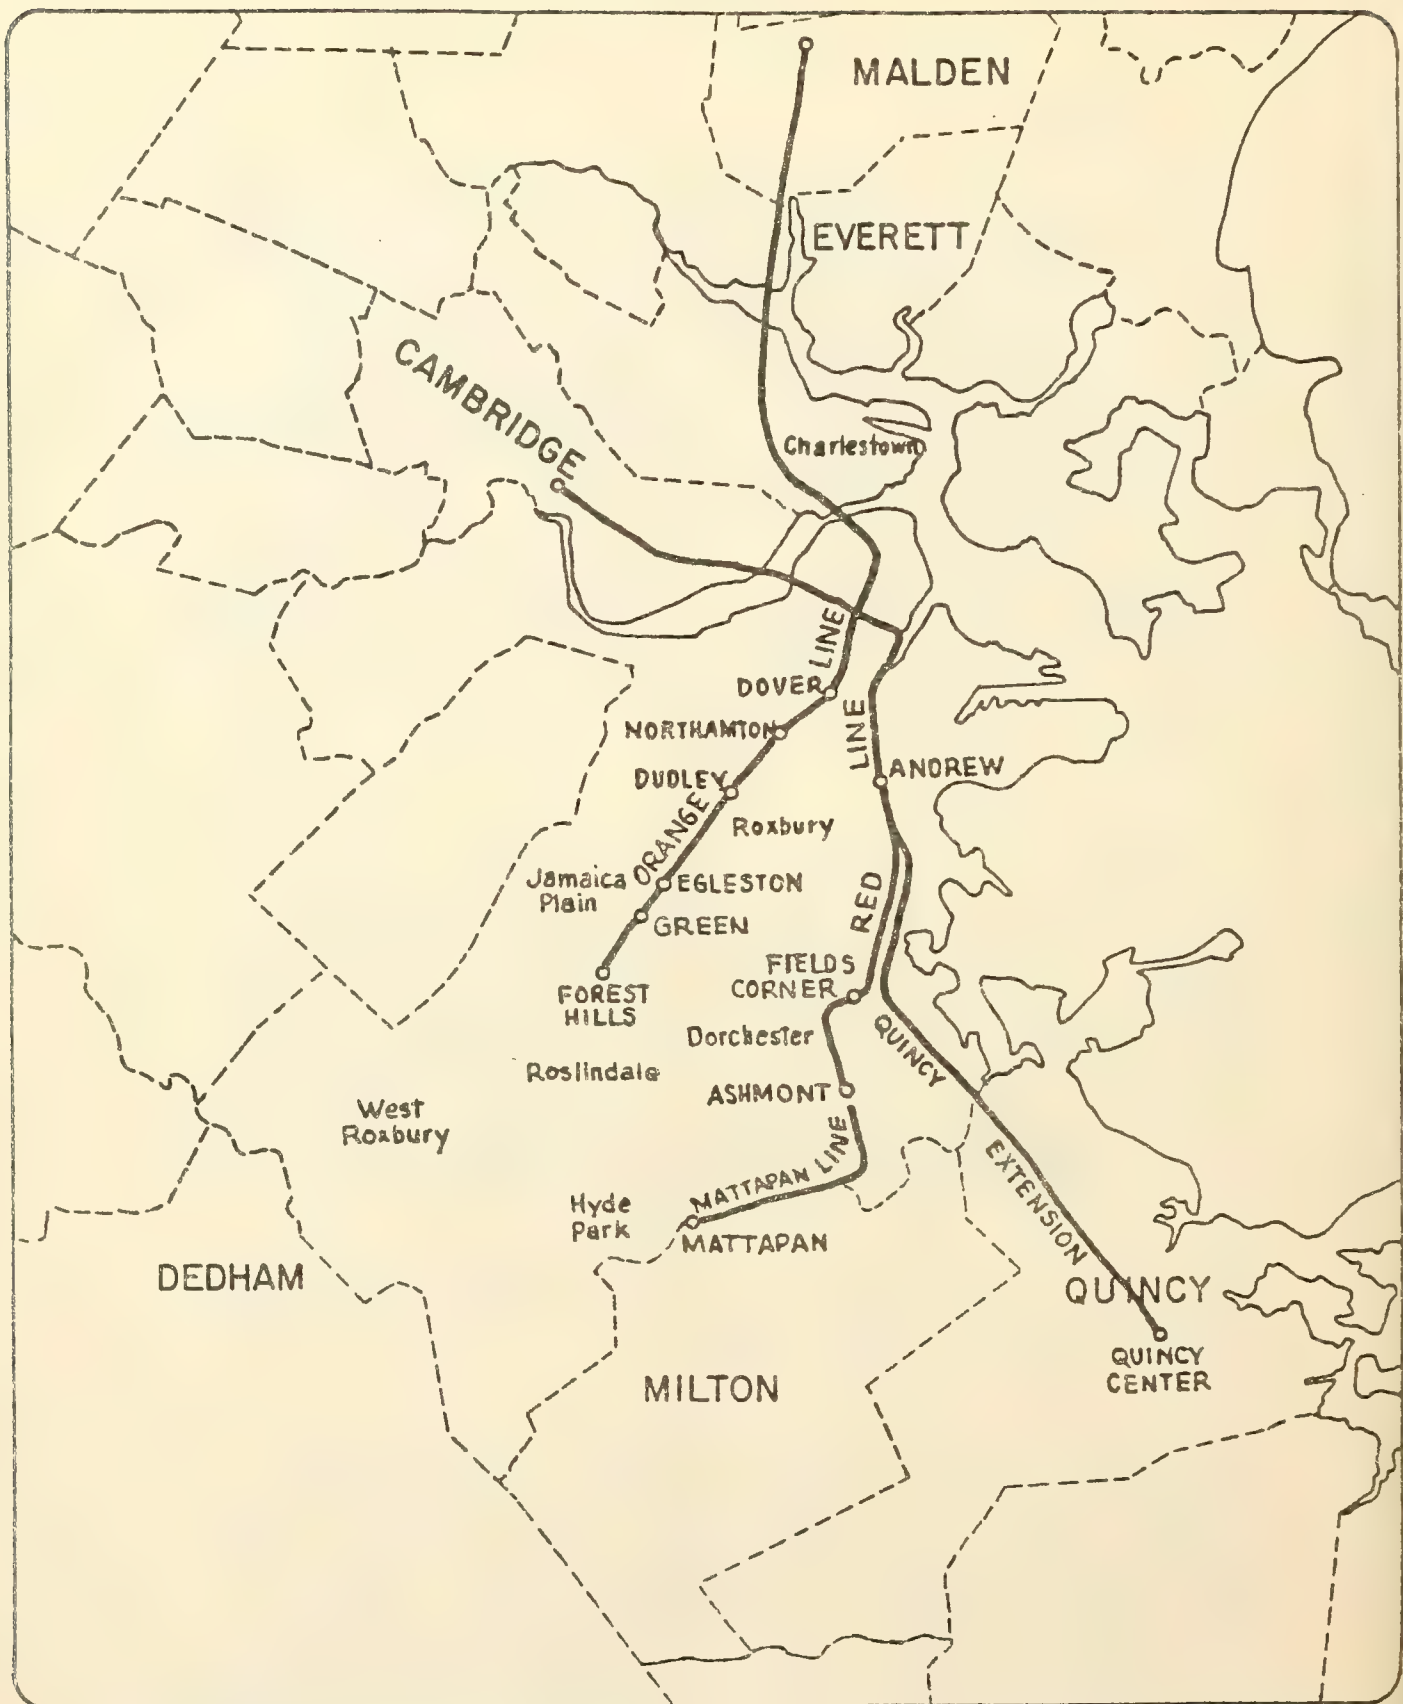 MALDEN
EVERETT
CAMBRIDGE
Charlestown
LINE
DOVER
LINE
NORTHAMTON
ANDREW
DUDLEY
ORANGE
Roxbury
Jamaica
Plain
EGLESTON
RED
GREEN
FIELDS
CORNER
FOREST
HILLS
QUINCY
Dorchester
Roslindale
ASHMONT
West
Roxbury
MATTAPAN LINE
EXTENSION
Hyde
Park
MATTAPAN
DEDHAM
QUINCY
QUINCY
CENTER
MILTON